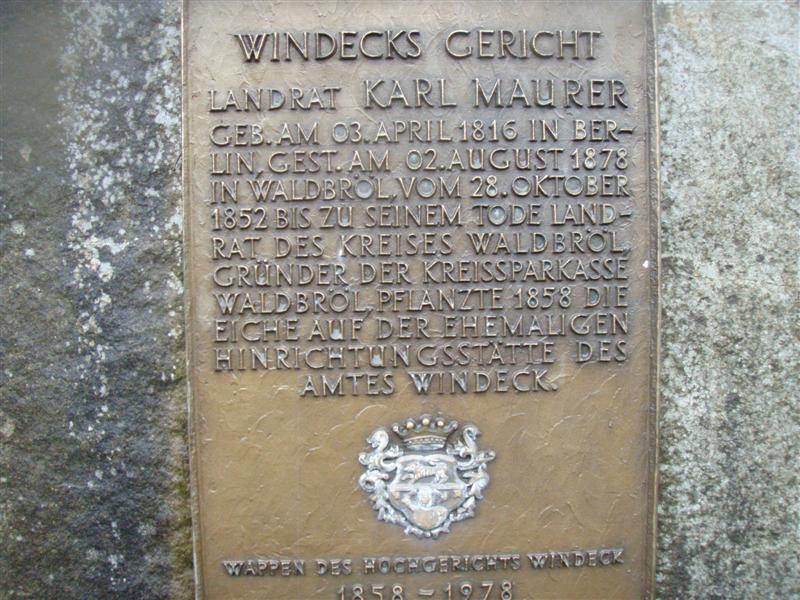 WINDECKS GERICHT
LANDRAT KARL MAURER
GEB. AM 03. APRIL 1816 IN BER-
LIN, GEST. AM 02. AUGUST 1878
IN WALDBRÖL, VOM 28. OKTOBER
1852 BIS ZU SEINEM TODE LAND-
RAT DES KREISES WALDBRÖL.
GRÜNDER DER KREISSPARKASSE
WALDBRÖL, PFLANZTE 1858 DIE
EICHE AUF DER EHEMALIGEN
HINRICHTUNGSSTÄTTE DES
AMTES WINDECK.
WAPPEN DES HOCHGERICHTS WINDECK
1858 - 1978